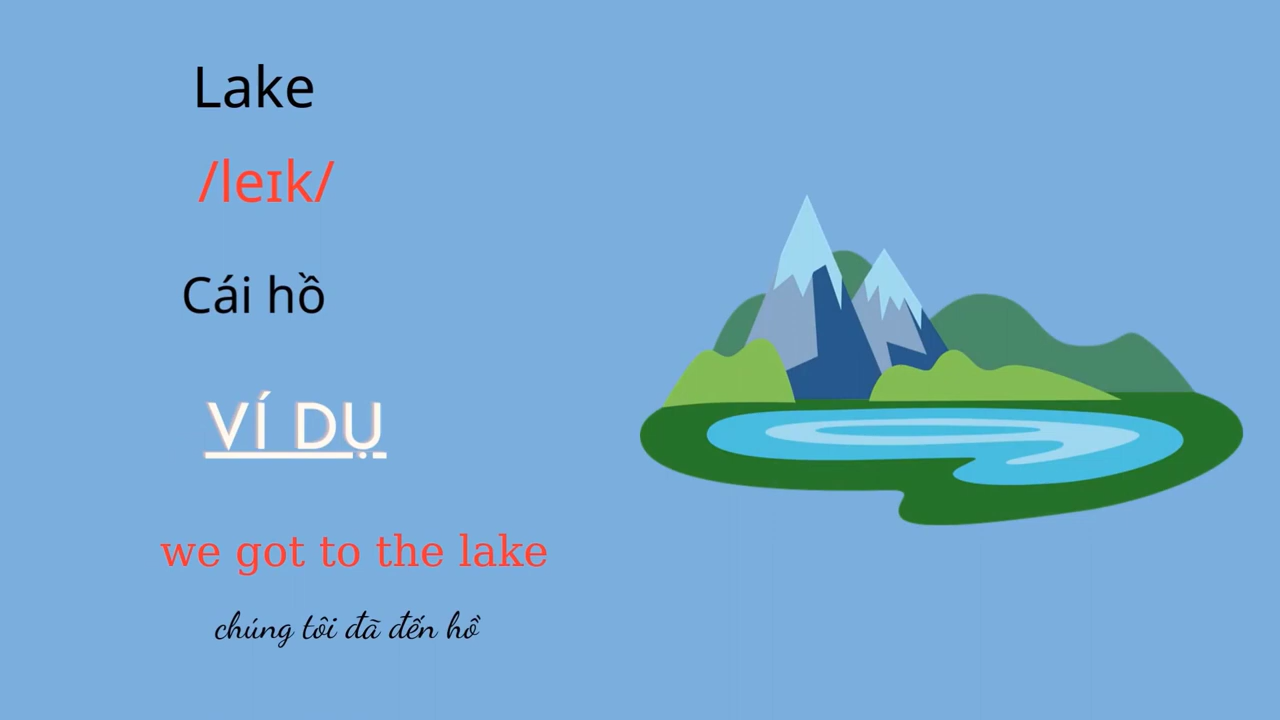 Lake
/leɪk/
Cái hồ
VÍ DỤ
we got to the lake
chúng tôi đã đến hồ